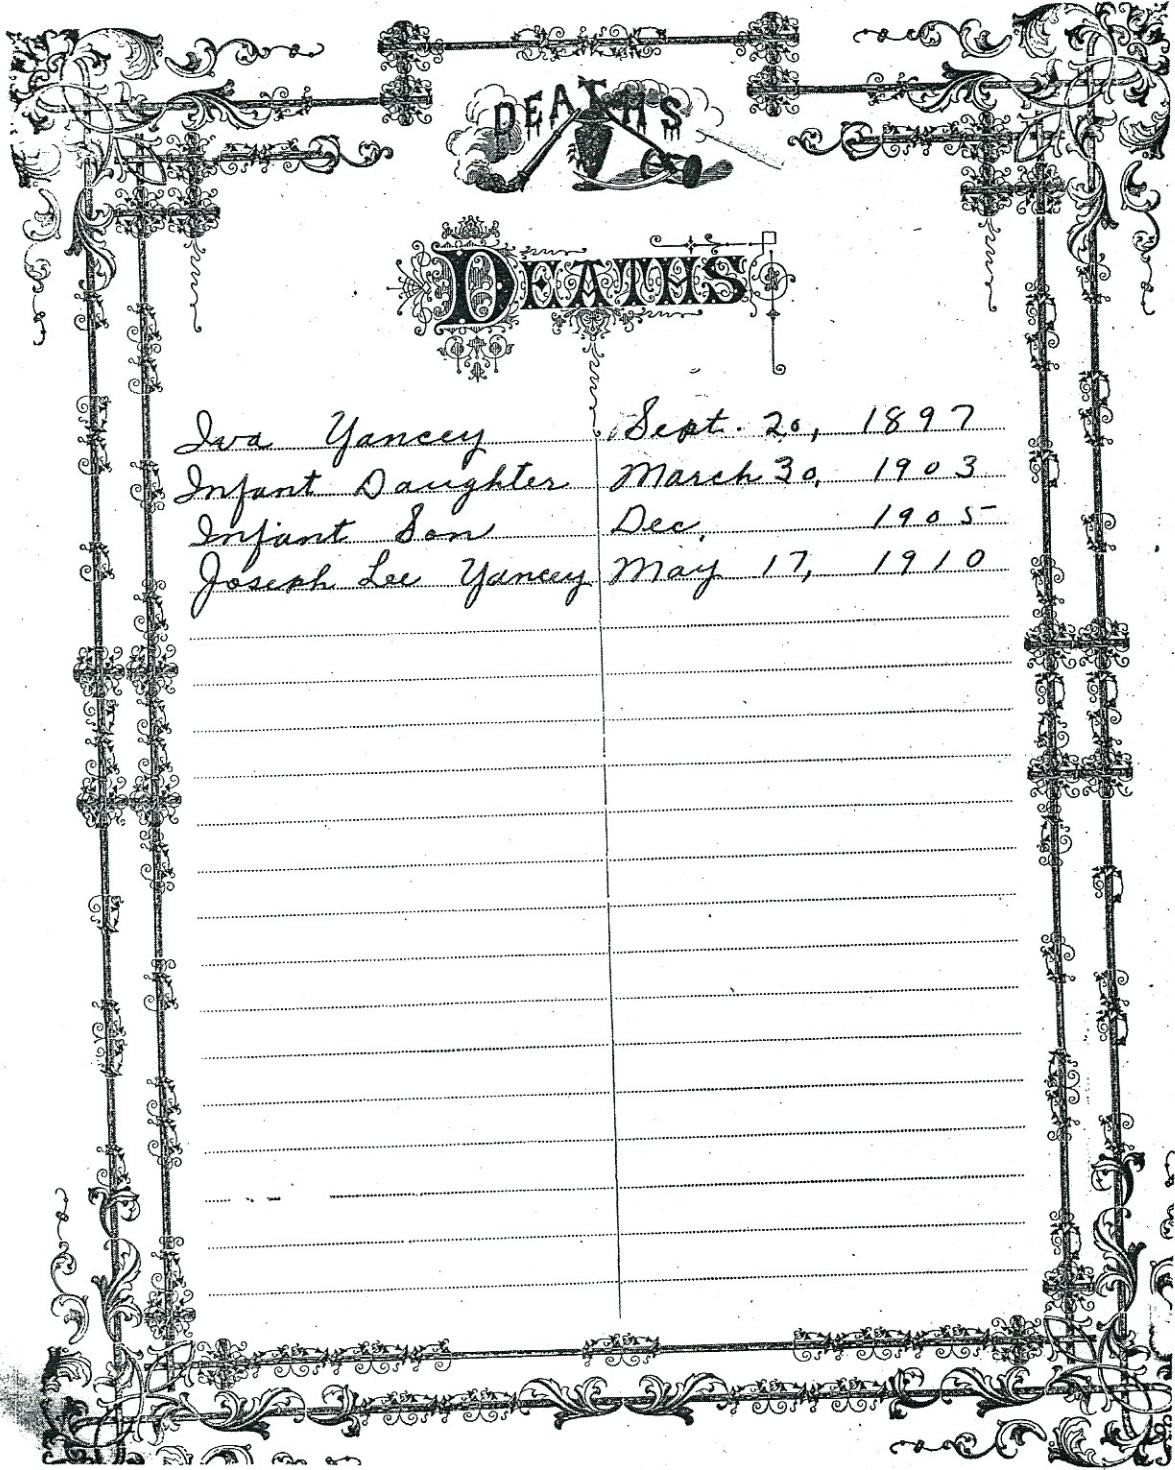 DEATHS
DEATHS
Iva Yancey Sept. 20, 1897
Infant Daughter March 30, 1903
Infant Son Dec. 1905
Joseph Lee Yancey May 17, 1910